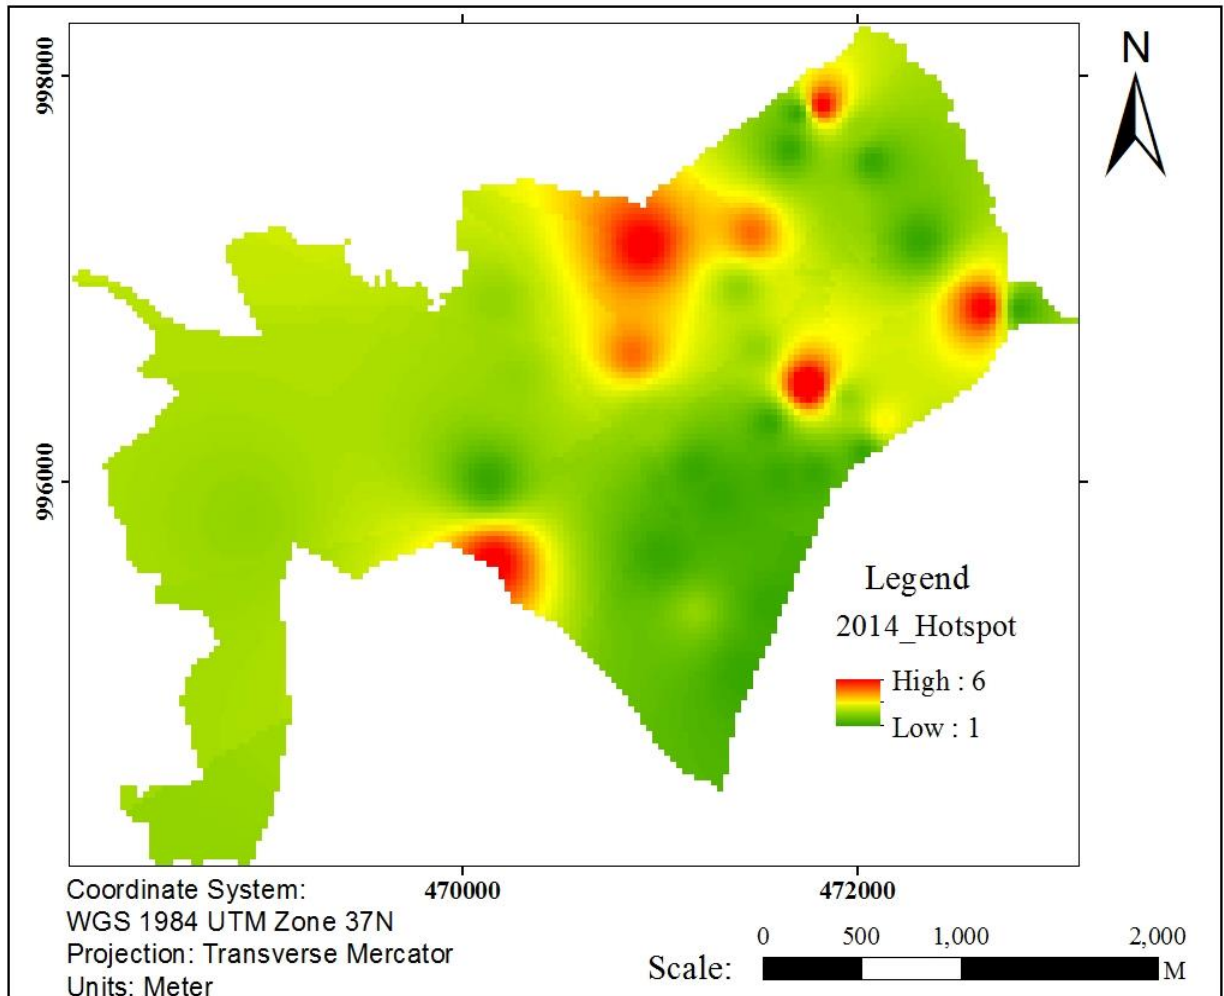 N
998000
996000
Legend
2014_Hotspot
High : 6
Low : 1
470000
472000
Coordinate System:
WGS 1984 UTM Zone 37N
Projection: Transverse Mercator
Units: Meter
0 500 1,000 2,000
Scale: M